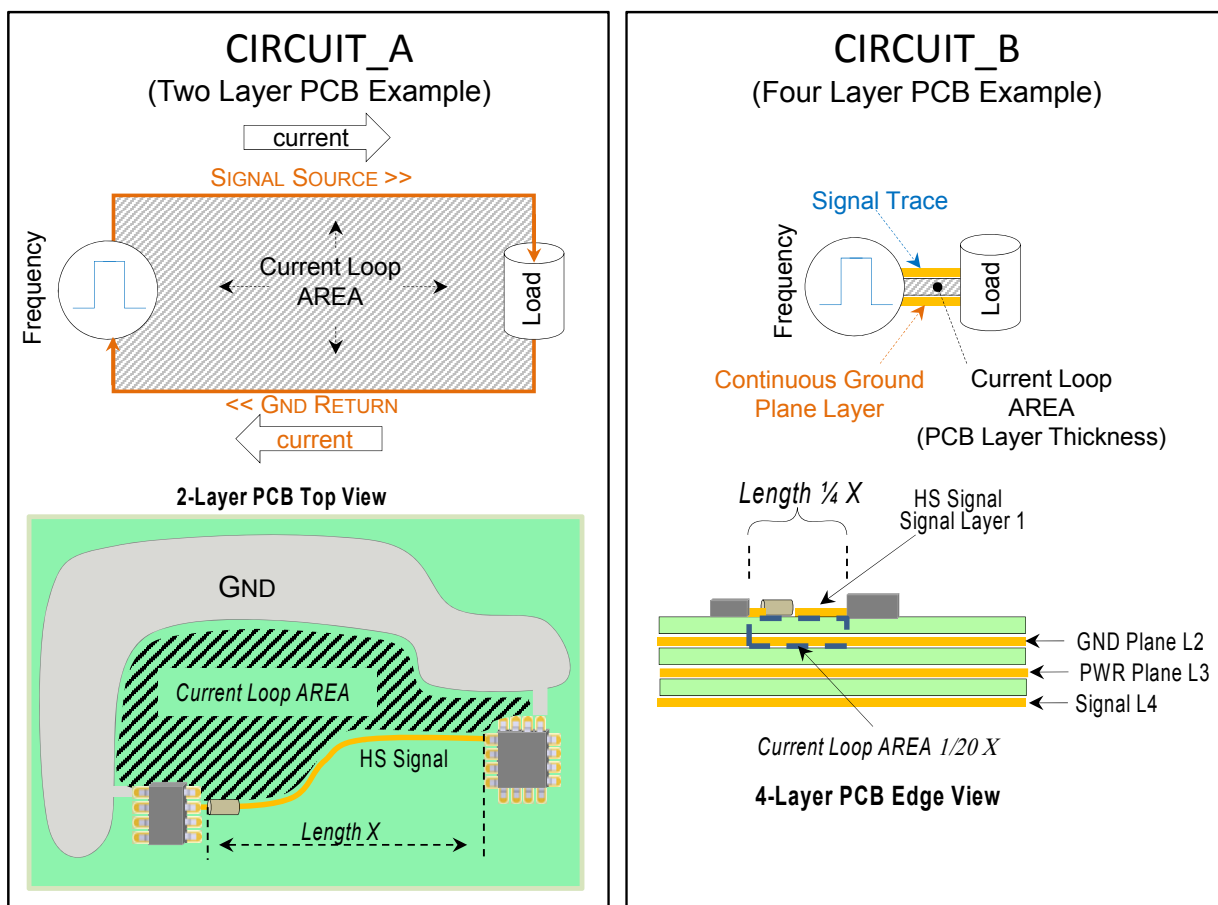 CIRCUIT_A
(Two Layer PCB Example)
current
SIGNAL SOURCE >>
Frequency
Current Loop
AREA
Load
<< GND RETURN
current
2-Layer PCB Top View
GND
Current Loop AREA
HS Signal
Length X
CIRCUIT_B
(Four Layer PCB Example)
Signal Trace
Frequency
Load
Continuous Ground
Plane Layer
Current Loop
AREA
(PCB Layer Thickness)
Length ¼ X
HS Signal
Signal Layer 1
GND Plane L2
PWR Plane L3
Signal L4
Current Loop AREA 1/20 X
4-Layer PCB Edge View